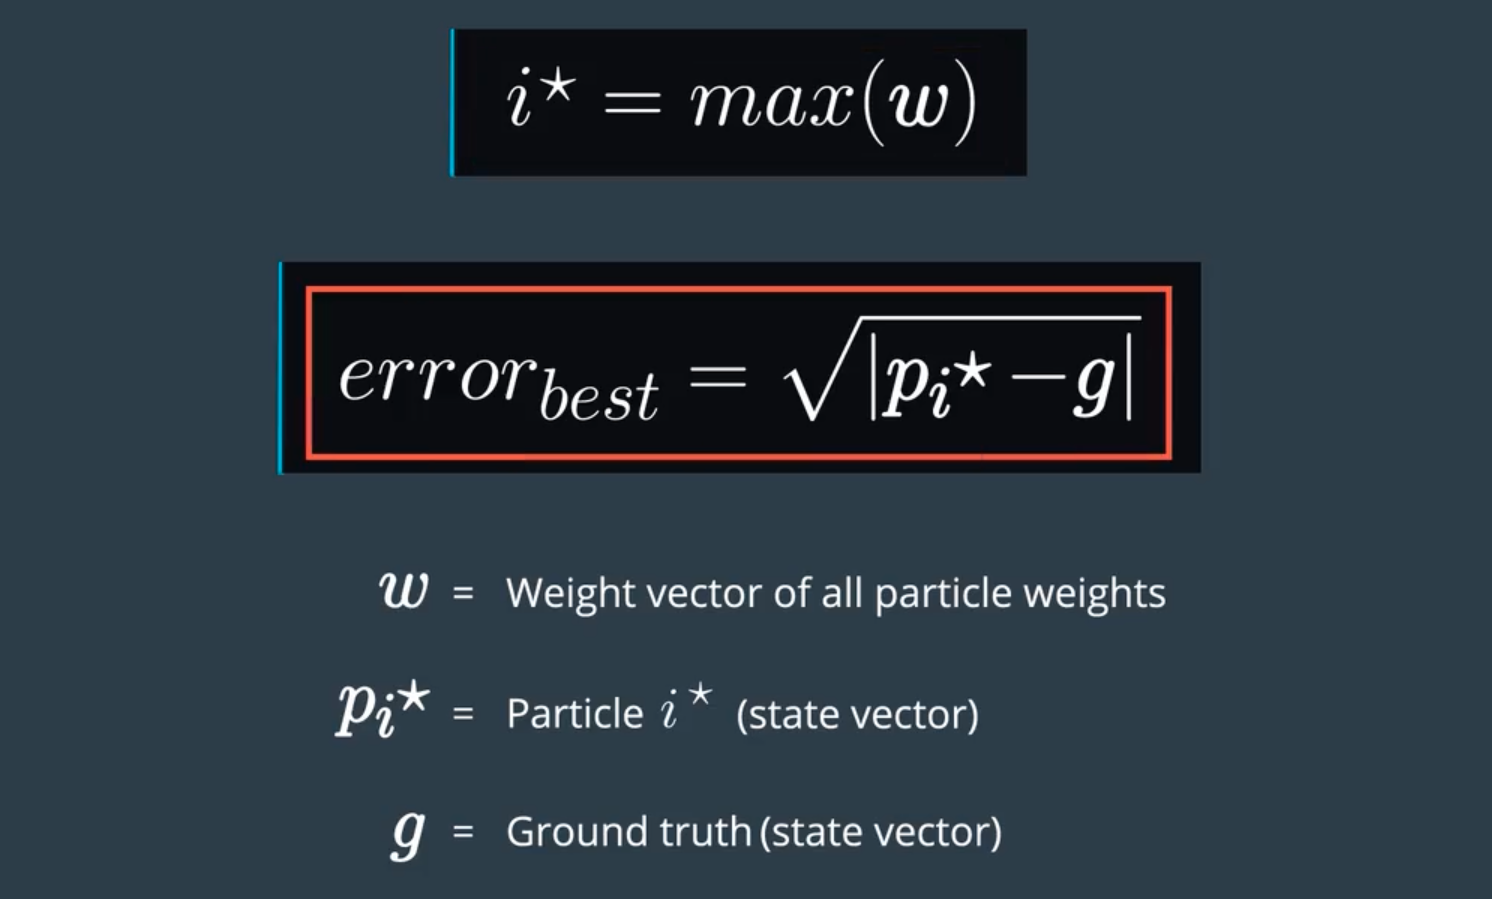 i⋆ = max(w)
error_best = √|p_i⋆ − g|
w = Weight vector of all particle weights
p_i⋆ = Particle i⋆ (state vector)
g = Ground truth (state vector)